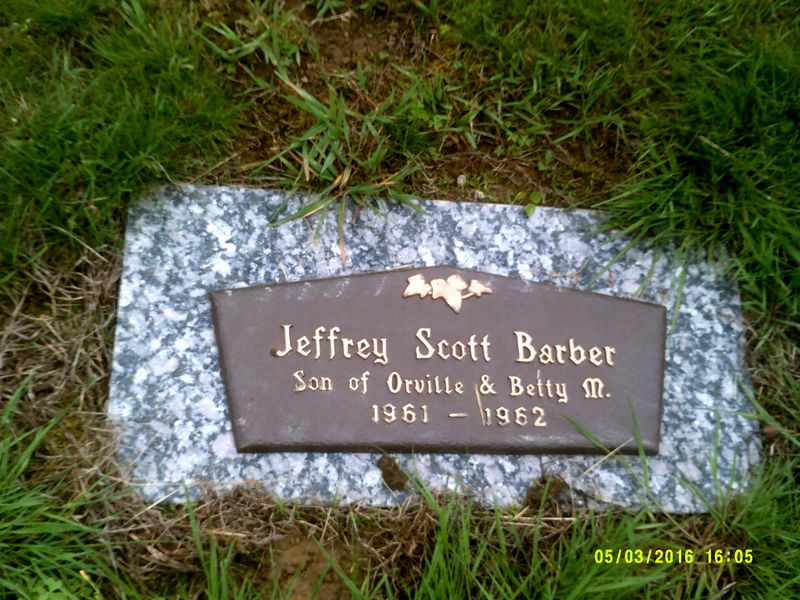 Jeffrey Scott Barber
Son of Orville & Betty M.
1961 – 1962
05/03/2016 16:05